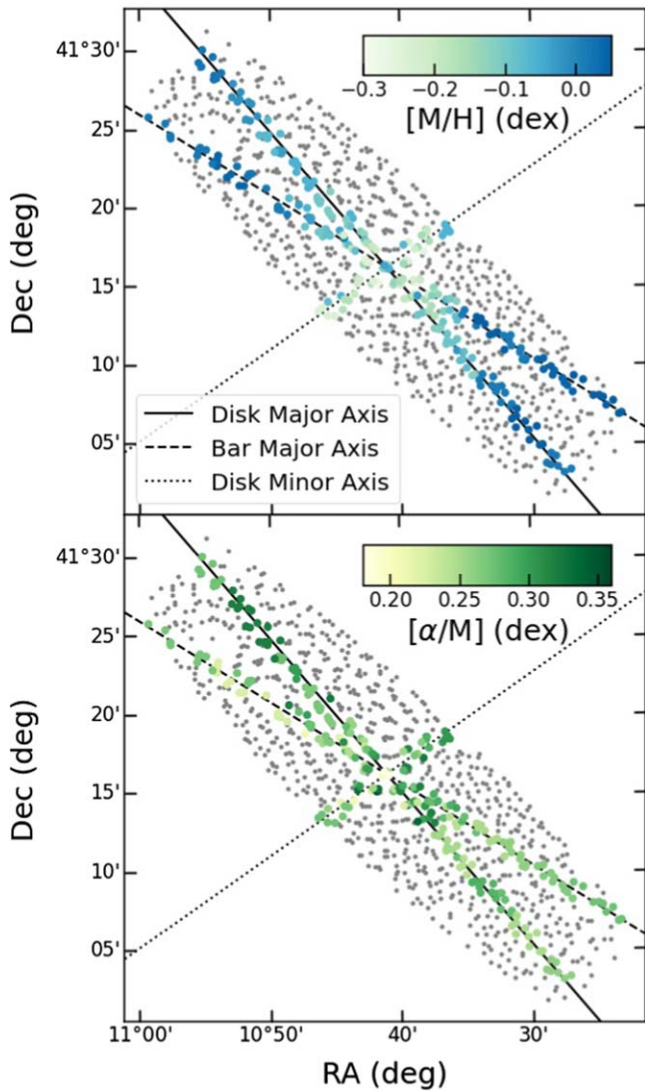 41°30'
25'
20'
15'
10'
05'
Dec (deg)
−0.3 −0.2 −0.1 0.0
[M/H] (dex)
Disk Major Axis
Bar Major Axis
Disk Minor Axis
41°30'
25'
20'
15'
10'
05'
Dec (deg)
0.20 0.25 0.30 0.35
[α/M] (dex)
11°00' 10°50' 40' 30'
RA (deg)